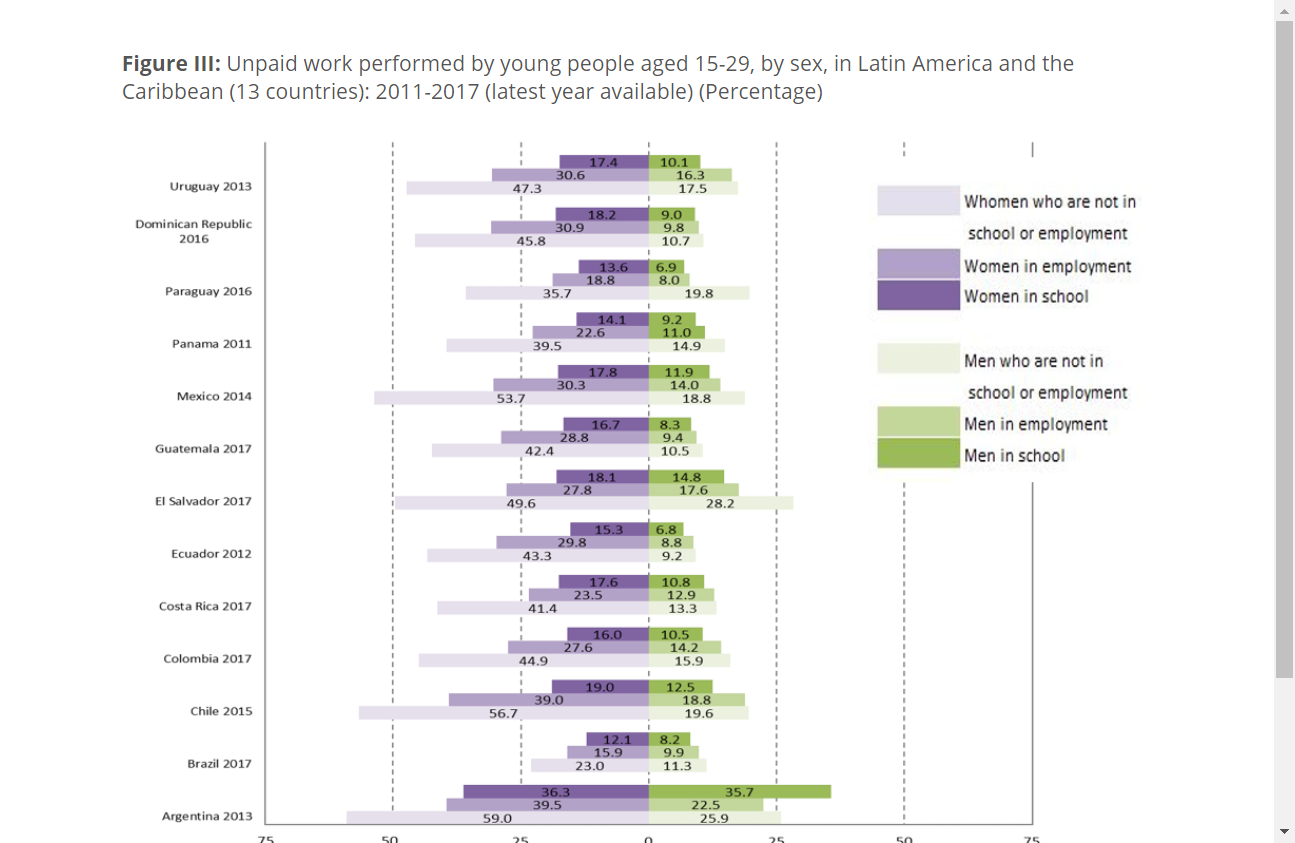 Figure III: Unpaid work performed by young people aged 15-29, by sex, in Latin America and the
Caribbean (13 countries): 2011-2017 (latest year available) (Percentage)
17.4 10.1
30.6 16.3
Uruguay 2013 47.3 17.5
18.2 9.0
Dominican Republic 30.9 9.8
2016 45.8 10.7
13.6 6.9
18.8 8.0
Paraguay 2016 35.7 19.8
14.1 9.2
22.6 11.0
Panama 2011 39.5 14.9
17.8 11.9
30.3 14.0
Mexico 2014 53.7 18.8
16.7 8.3
28.8 9.4
Guatemala 2017 42.4 10.5
18.1 14.8
27.8 17.6
El Salvador 2017 49.6 28.2
15.3 6.8
29.8 8.8
Ecuador 2012 43.3 9.2
17.6 10.8
23.5 12.9
Costa Rica 2017 41.4 13.3
16.0 10.5
27.6 14.2
Colombia 2017 44.9 15.9
19.0 12.5
39.0 18.8
Chile 2015 56.7 19.6
12.1 8.2
15.9 9.9
Brazil 2017 23.0 11.3
36.3 35.7
39.5 22.5
Argentina 2013 59.0 25.9
75 50 25 0 25 50 75
Whomen who are not in
school or employment
Women in employment
Women in school
Men who are not in
school or employment
Men in employment
Men in school